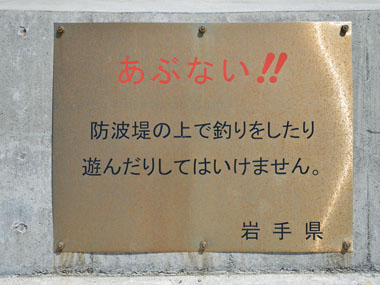 あぶない!!
防波堤の上で釣りをしたり
遊んだりしてはいけません。
岩手県